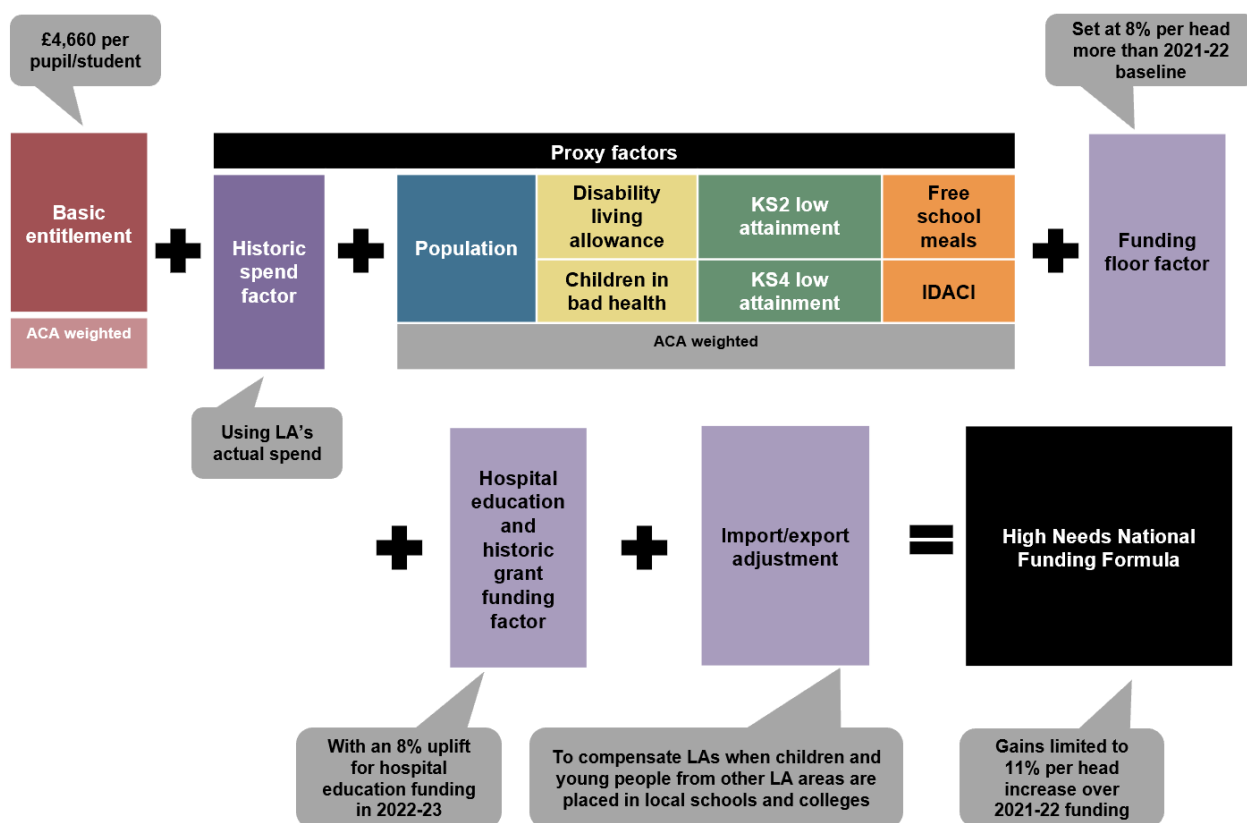 £4,660 per
pupil/student
Set at 8% per head
more than 2021-22
baseline
Basic
entitlement
ACA weighted
Proxy factors
Historic
spend
factor
Population
Disability
living
allowance
Children in
bad health
KS2 low
attainment
KS4 low
attainment
Free
school
meals
IDACI
ACA weighted
Funding
floor factor
Using LA's
actual spend
Hospital
education
and
historic
grant
funding
factor
Import/export
adjustment
High Needs National
Funding Formula
With an 8% uplift
for hospital
education funding
in 2022-23
To compensate LAs when children and
young people from other LA areas are
placed in local schools and colleges
Gains limited to
11% per head
increase over
2021-22 funding